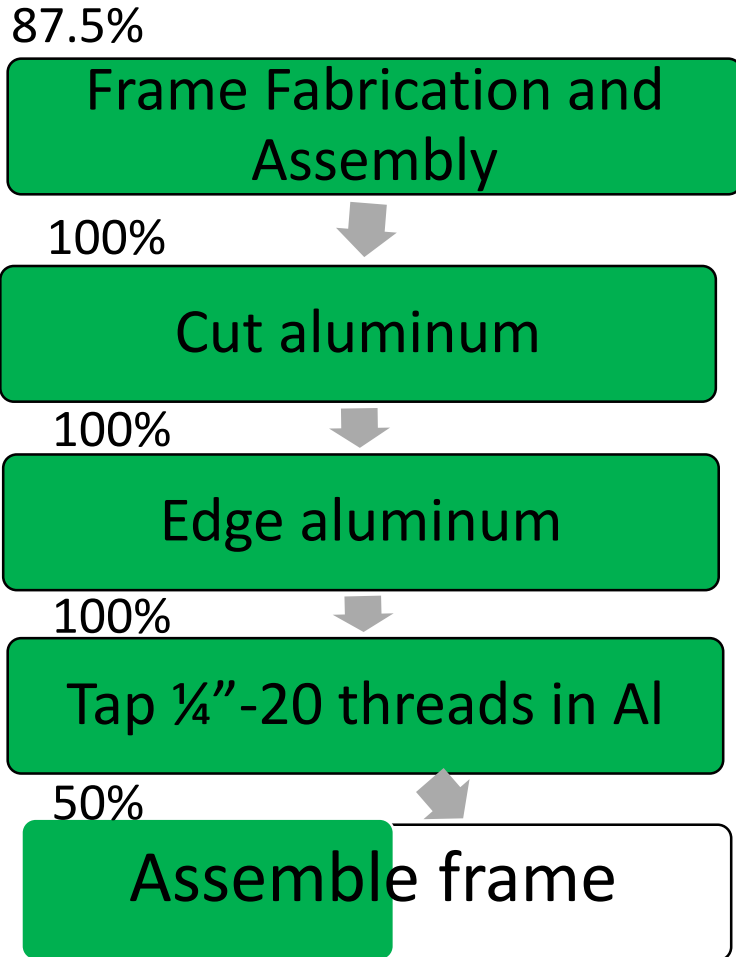 87.5%
Frame Fabrication and
Assembly
100%
Cut aluminum
100%
Edge aluminum
100%
Tap ¼”-20 threads in Al
50%
Assemble frame